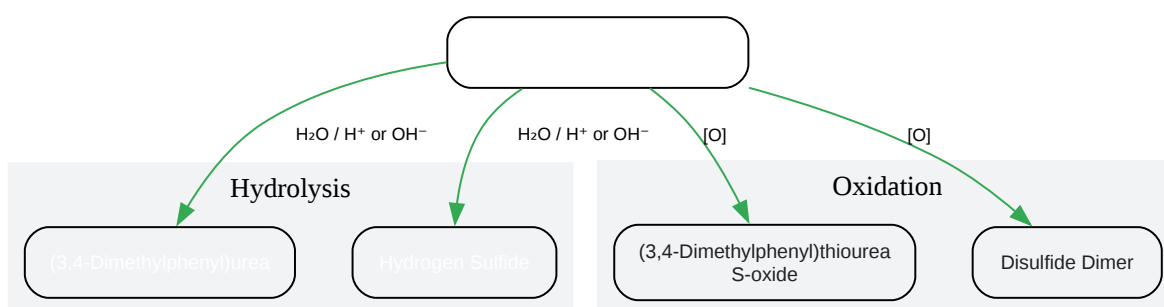 H₂O / H⁺ or OH⁻
H₂O / H⁺ or OH⁻
[O]
[O]
Hydrolysis
Oxidation
(3,4-Dimethylphenyl)urea
Hydrogen Sulfide
(3,4-Dimethylphenyl)thiourea
S-oxide
Disulfide Dimer